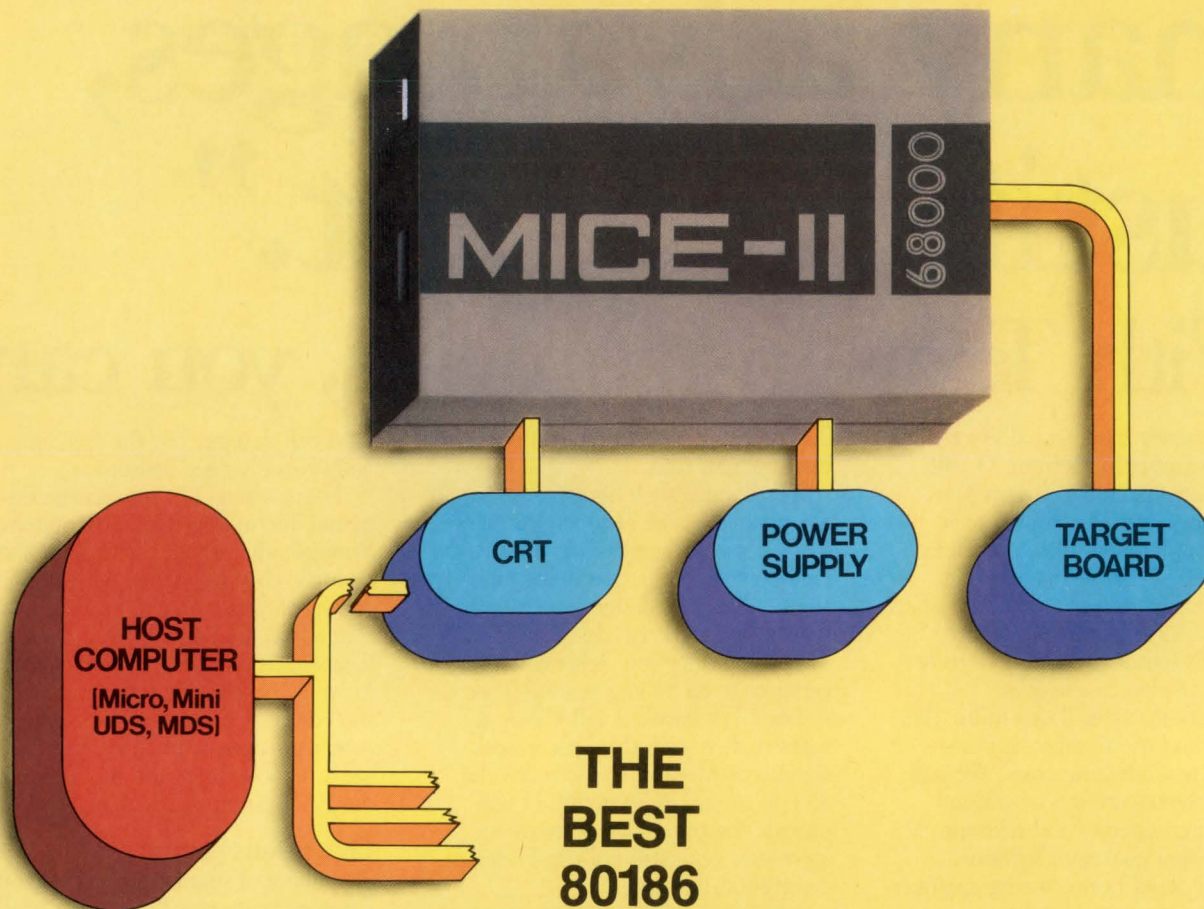 MICE-II
68000
CRT
POWER
SUPPLY
TARGET
BOARD
HOST
COMPUTER
[Micro, Mini
UDS, MDS]
THE
BEST
80186